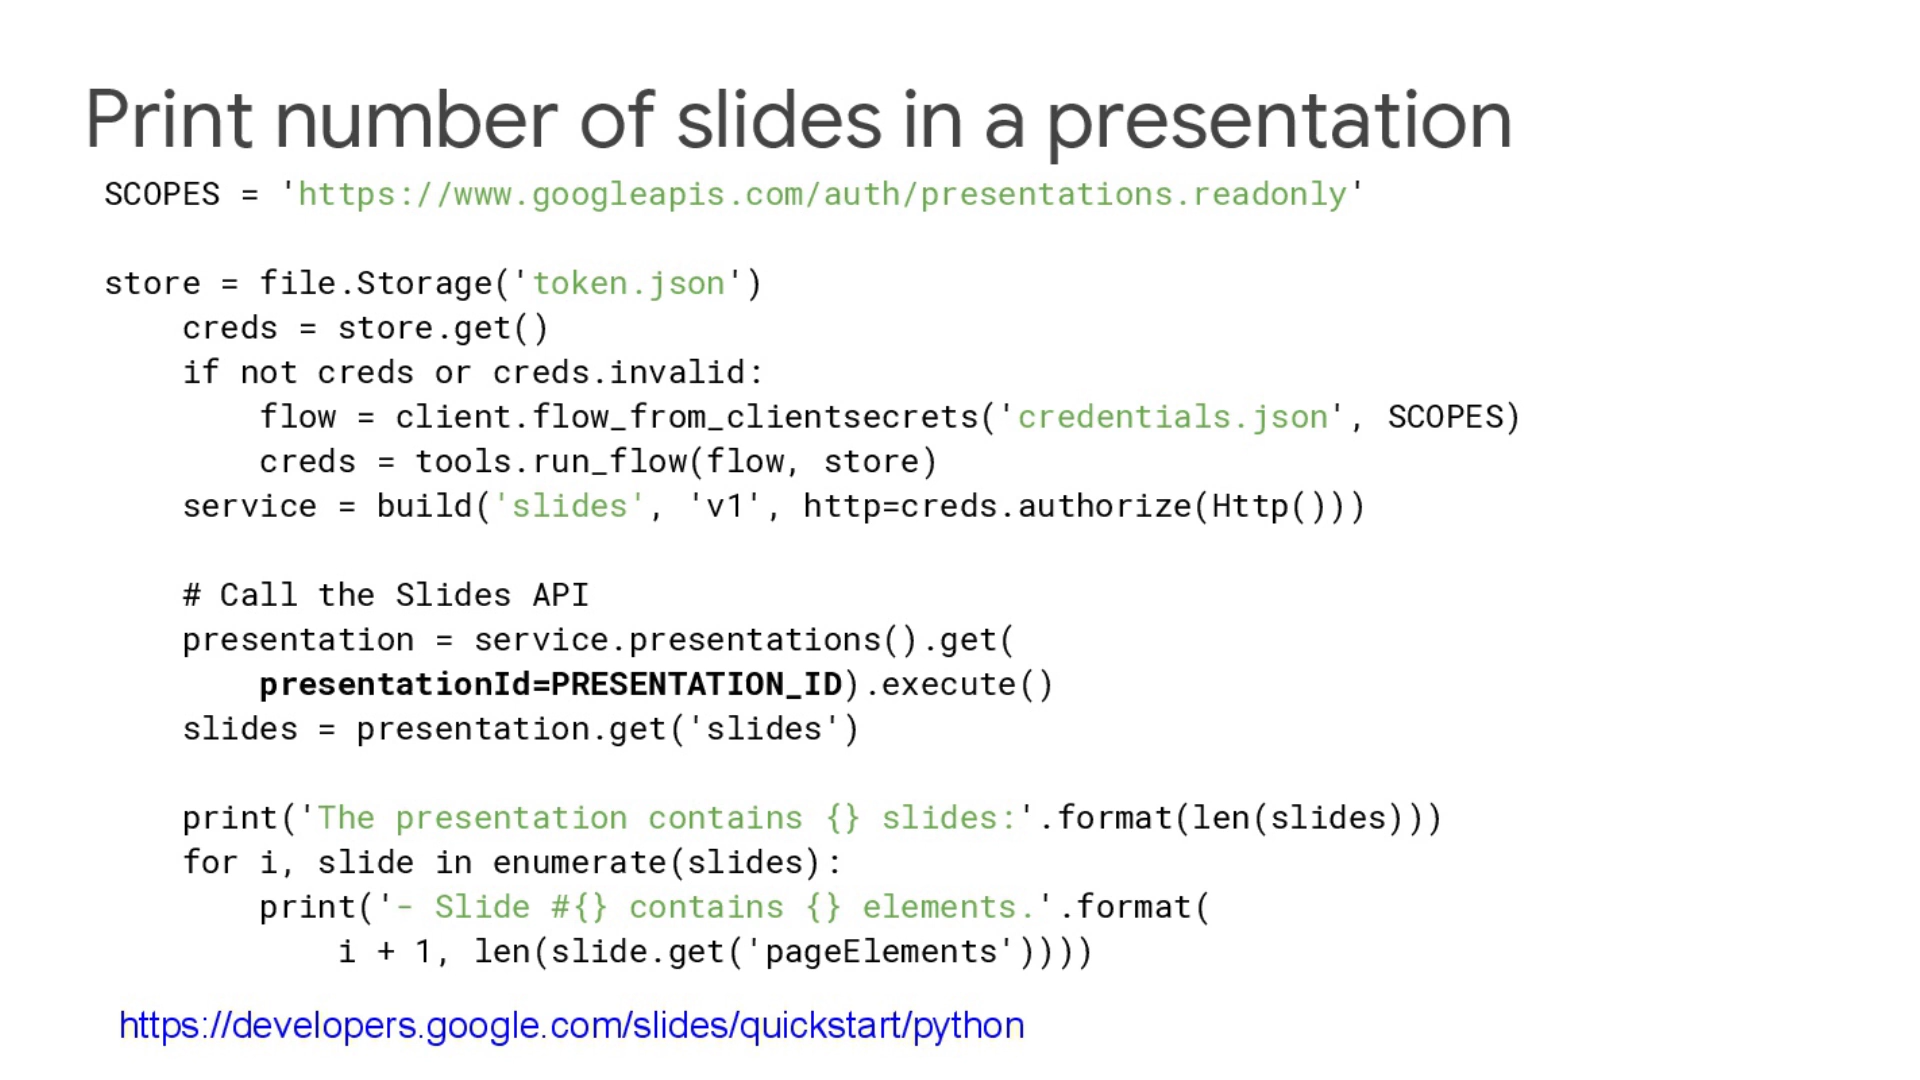 Print number of slides in a presentation
SCOPES = 'https://www.googleapis.com/auth/presentations.readonly'
store = file.Storage('token.json')
    creds = store.get()
    if not creds or creds.invalid:
        flow = client.flow_from_clientsecrets('credentials.json', SCOPES)
        creds = tools.run_flow(flow, store)
    service = build('slides', 'v1', http=creds.authorize(Http()))
    # Call the Slides API
    presentation = service.presentations().get(
        presentationId=PRESENTATION_ID).execute()
    slides = presentation.get('slides')
    print('The presentation contains {} slides:'.format(len(slides)))
    for i, slide in enumerate(slides):
        print('- Slide #{} contains {} elements.'.format(
            i + 1, len(slide.get('pageElements'))))
https://developers.google.com/slides/quickstart/python